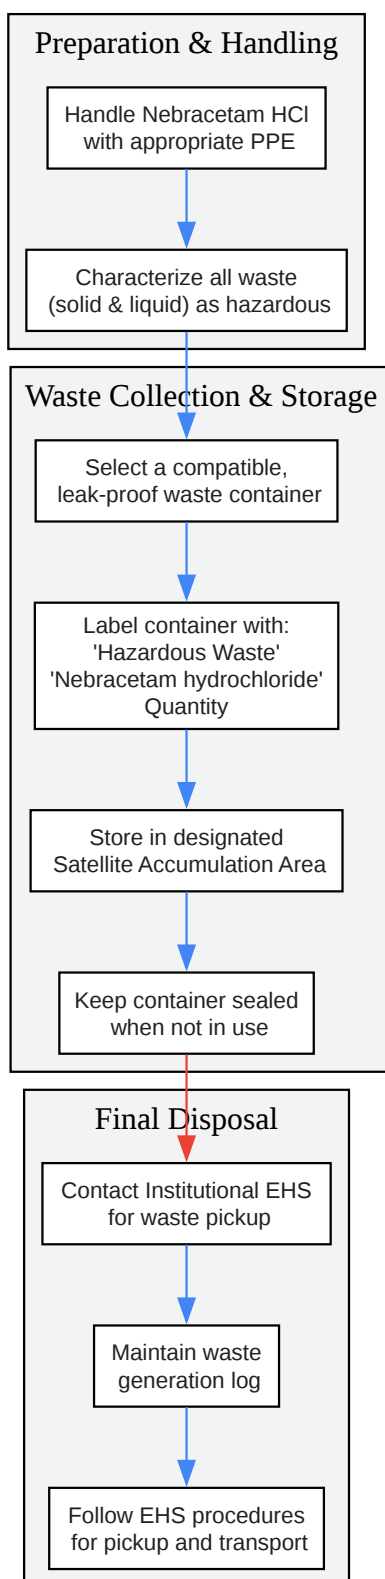 Preparation & Handling
Handle Nebracetam HCl
with appropriate PPE
Characterize all waste
(solid & liquid) as hazardous
Waste Collection & Storage
Select a compatible,
leak-proof waste container
Label container with:
'Hazardous Waste'
'Nebracetam hydrochloride'
Quantity
Store in designated
Satellite Accumulation Area
Keep container sealed
when not in use
Final Disposal
Contact Institutional EHS
for waste pickup
Maintain waste
generation log
Follow EHS procedures
for pickup and transport